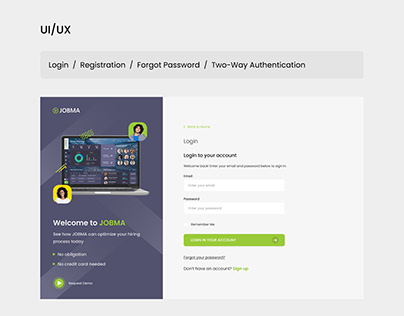 UI/UX
Login / Registration / Forgot Password / Two-Way Authentication
JOBMA
Welcome to JOBMA
See how JOBMA can optimize your hiring
process today
No obligation
No credit card needed
Request Demo
Back to Home
Login
Login to your account
Welcome back! Enter your email and password below to sign in.
Email
Enter your email
Password
Enter your password
Remember Me
LOGIN IN YOUR ACCOUNT
Forgot your password?
Don't have an account? Sign up